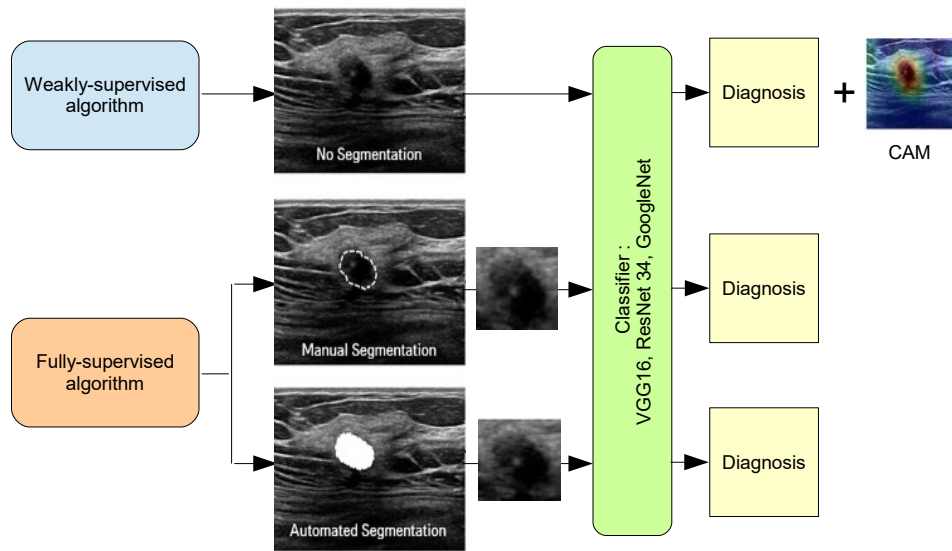 Weakly-supervised
algorithm
No Segmentation
Diagnosis
+
CAM
Fully-supervised
algorithm
Manual Segmentation
Automated Segmentation
Classifier :
VGG16, ResNet 34, GoogleNet
Diagnosis
Diagnosis